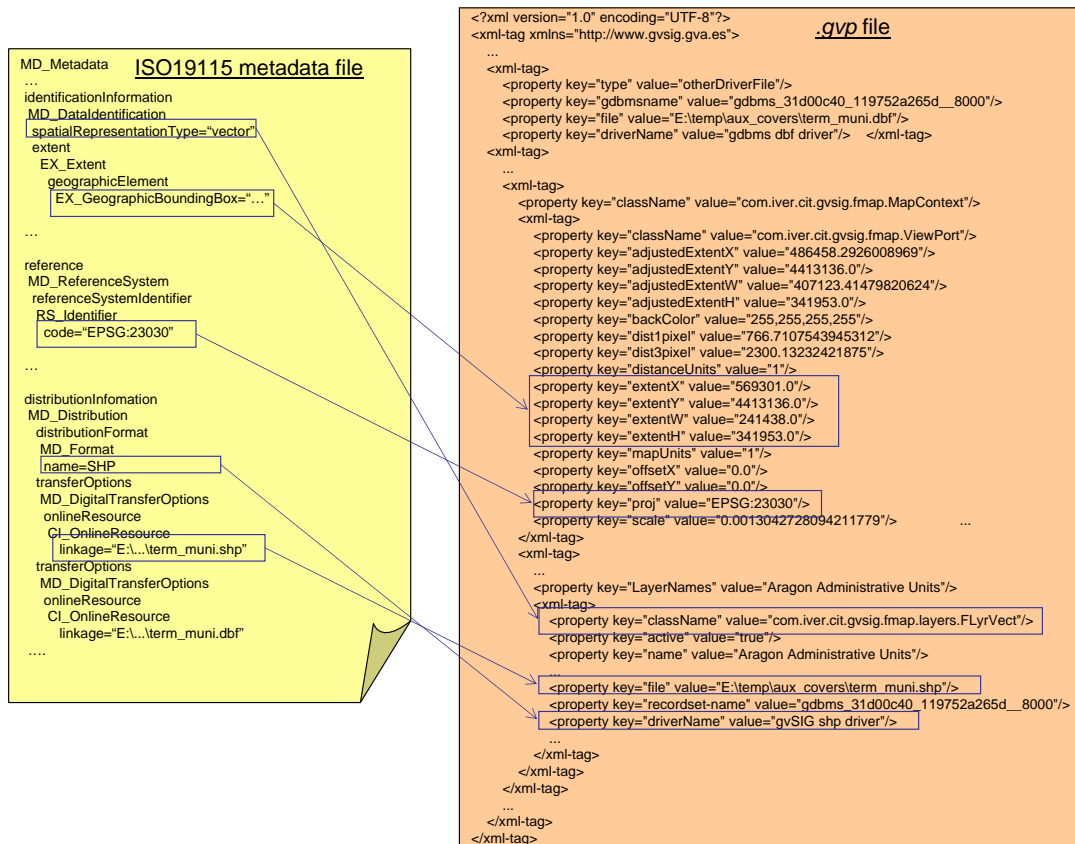 ISO19115 metadata file
MD_Metadata
…
identificationInformation
MD_DataIdentification
spatialRepresentationType=“vector”
extent
EX_Extent
geographicElement
EX_GeographicBoundingBox=“…”
…
reference
MD_ReferenceSystem
referenceSystemIdentifier
RS_Identifier
code=“EPSG:23030”
…
distributionInfomation
MD_Distribution
distributionFormat
MD_Format
name=SHP
transferOptions
MD_DigitalTransferOptions
onlineResource
CI_OnlineResource
linkage=“E:\...\term_muni.shp”
transferOptions
MD_DigitalTransferOptions
onlineResource
CI_OnlineResource
linkage=“E:\...\term_muni.dbf”
….
.gvp file
<?xml version="1.0" encoding="UTF-8"?>
<xml-tag xmlns="http://www.gvsig.gva.es">
...
<xml-tag>
<property key="type" value="otherDriverFile"/>
<property key="gdbmsname" value="gdbms_31d00c40_119752a265d__8000"/>
<property key="file" value="E:\temp\aux_covers\term_muni.dbf"/>
<property key="driverName" value="gdbms dbf driver"/> </xml-tag>
<xml-tag>
...
<xml-tag>
<property key="className" value="com.iver.cit.gvsig.fmap.MapContext"/>
<xml-tag>
<property key="className" value="com.iver.cit.gvsig.fmap.ViewPort"/>
<property key="adjustedExtentX" value="486458.2926008969"/>
<property key="adjustedExtentY" value="4413136.0"/>
<property key="adjustedExtentW" value="407123.41479820624"/>
<property key="adjustedExtentH" value="341953.0"/>
<property key="backColor" value="255,255,255,255"/>
<property key="dist1pixel" value="766.7107543945312"/>
<property key="dist3pixel" value="2300.13232421875"/>
<property key="distanceUnits" value="1"/>
<property key="extentX" value="569301.0"/>
<property key="extentY" value="4413136.0"/>
<property key="extentW" value="241438.0"/>
<property key="extentH" value="341953.0"/>
<property key="mapUnits" value="1"/>
<property key="offsetX" value="0.0"/>
<property key="offsetY" value="0.0"/>
<property key="proj" value="EPSG:23030"/>
<property key="scale" value="0.0013042728094211779"/> ...
</xml-tag>
<xml-tag>
...
<property key="LayerNames" value="Aragon Administrative Units"/>
<xml-tag>
<property key="className" value="com.iver.cit.gvsig.fmap.layers.FLyrVect"/>
<property key="active" value="true"/>
<property key="name" value="Aragon Administrative Units"/>
...
<property key="file" value="E:\temp\aux_covers\term_muni.shp"/>
<property key="recordset-name" value="gdbms_31d00c40_119752a265d__8000"/>
<property key="driverName" value="gvSIG shp driver"/>
...
</xml-tag>
</xml-tag>
</xml-tag>
...
</xml-tag>
</xml-tag>